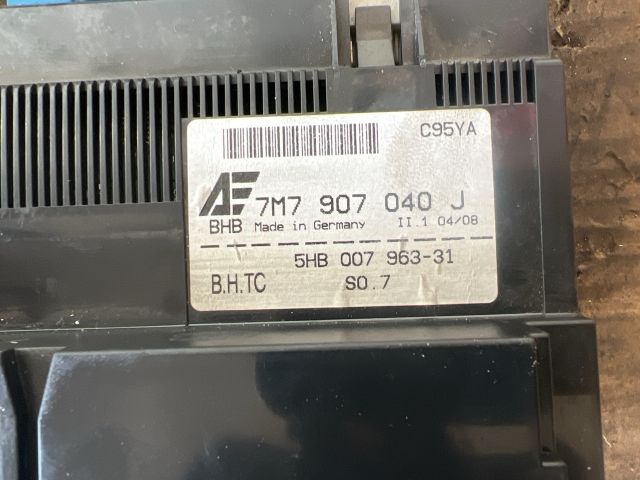 C95YA
AF 7M7 907 040 J
BHB Made in Germany II.1 04/08
5HB 007 963-31
B.H.TC SO.7